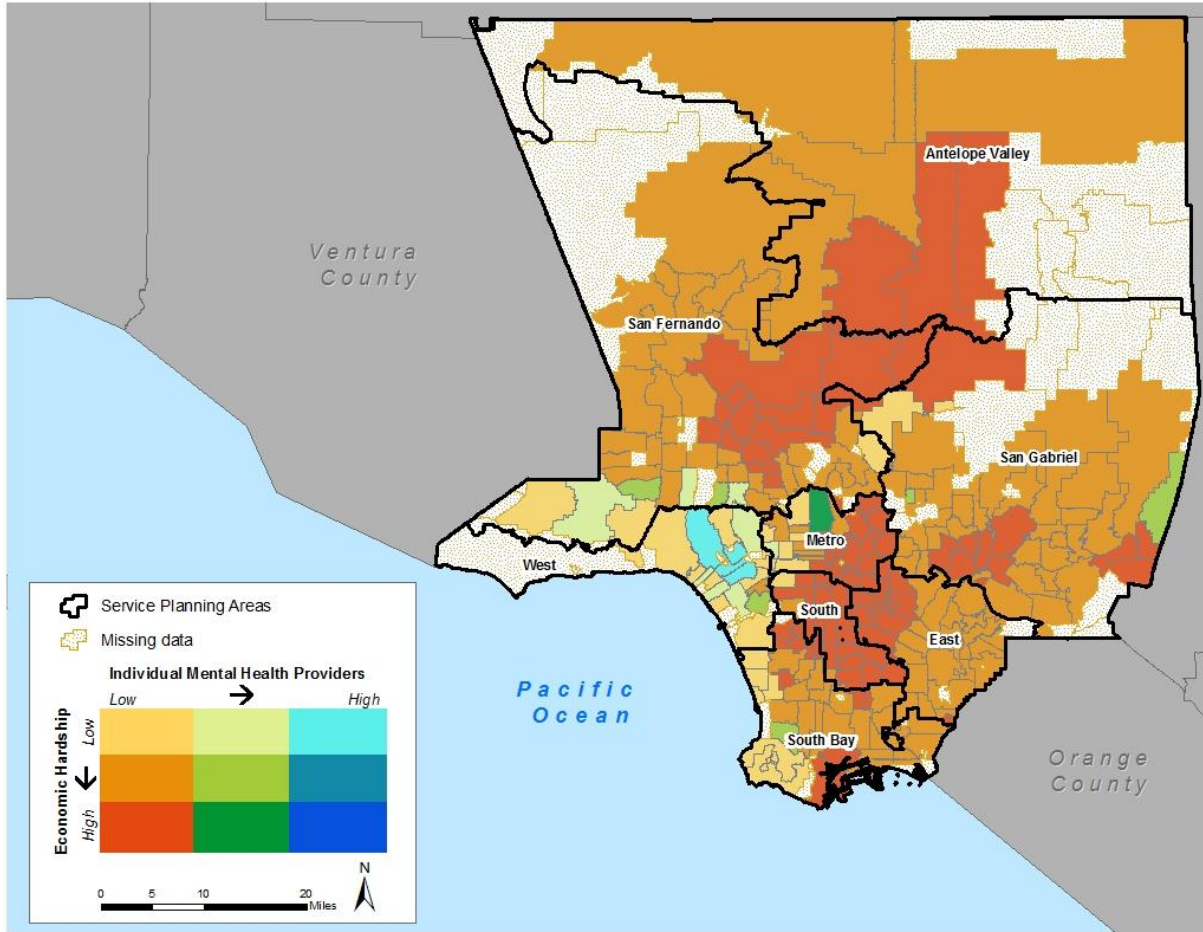 Antelope Valley
Ventura
County
San Fernando
San Gabriel
Metro
West
South
East
Pacific
Ocean
South Bay
Orange
County
Service Planning Areas
Missing data
Individual Mental Health Providers
Low
High
Economic Hardship
Low
High
N
0 5 10 20
Miles